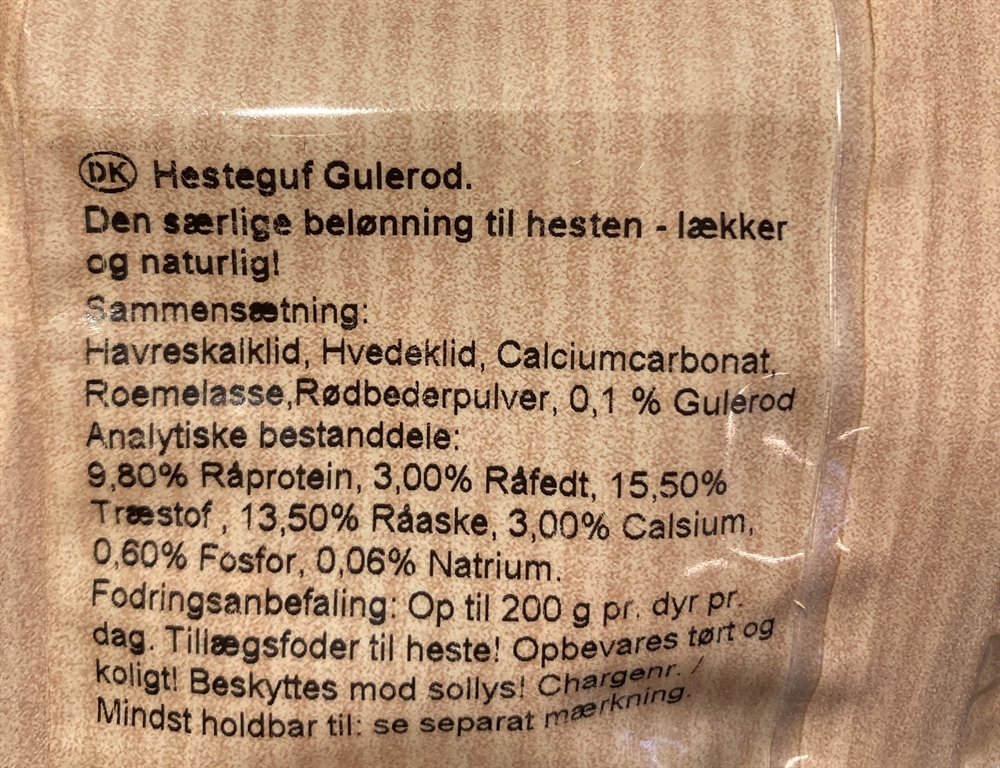 DK Hesteguf Gulerod.
Den særlige belønning til hesten - lækker
og naturlig!
Sammensætning:
Havreskalklid, Hvedeklid, Calciumcarbonat,
Roemelasse,Rødbederpulver, 0,1 % Gulerod
Analytiske bestanddele:
9,80% Råprotein, 3,00% Råfedt, 15,50%
Træstof , 13,50% Råaske, 3,00% Calsium,
0,60% Fosfor, 0,06% Natrium.
Fodringsanbefaling: Op til 200 g pr. dyr pr.
dag. Tillægsfoder til heste! Opbevares tørt og
koligt! Beskyttes mod sollys! Chargenr. /
Mindst holdbar til: se separat mærkning.